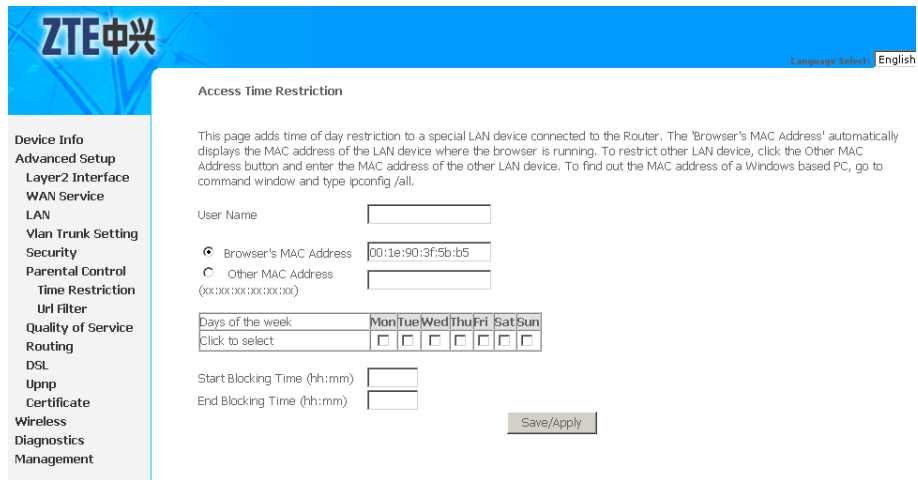 ZTE中兴
Language Select: English
Access Time Restriction
This page adds time of day restriction to a special LAN device connected to the Router. The 'Browser's MAC Address' automatically
displays the MAC address of the LAN device where the browser is running. To restrict other LAN device, click the Other MAC
Address button and enter the MAC address of the other LAN device. To find out the MAC address of a Windows based PC, go to
command window and type ipconfig /all.
Device Info
Advanced Setup
Layer2 Interface
WAN Service
LAN
Vlan Trunk Setting
Security
Parental Control
Time Restriction
Url Filter
Quality of Service
Routing
DSL
Upnp
Certificate
Wireless
Diagnostics
Management
User Name
Browser's MAC Address 00:1e:90:3f:5b:b5
Other MAC Address
(xx:xx:xx:xx:xx:xx)
Days of the week Mon Tue Wed Thu Fri Sat Sun
Click to select
Start Blocking Time (hh:mm)
End Blocking Time (hh:mm)
Save/Apply